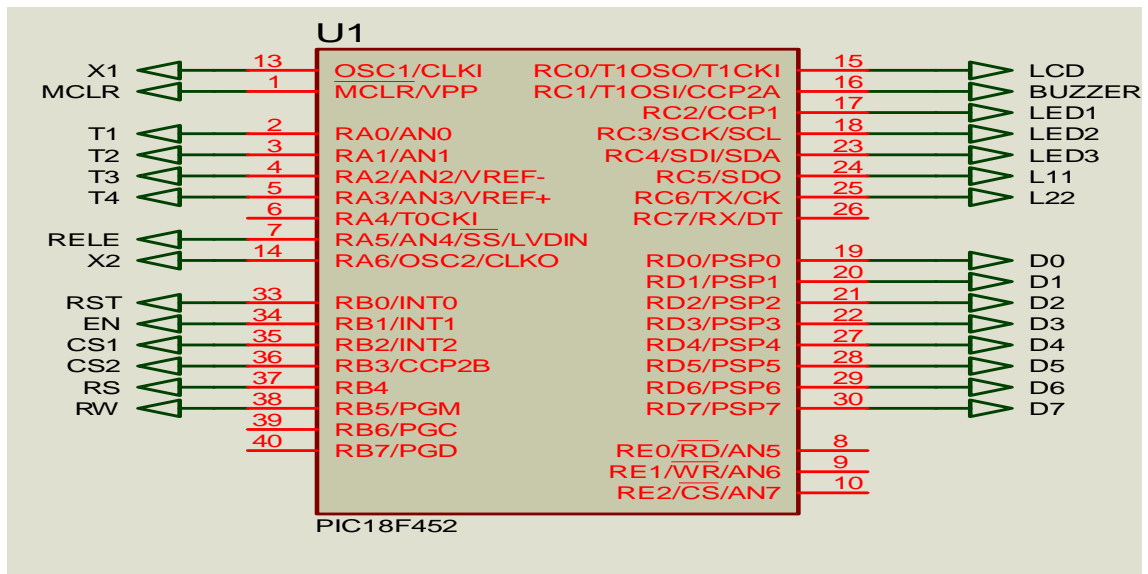 U1
X1 13 OSC1/CLKI RC0/T1OSO/T1CKI 15 LCD
MCLR 1 MCLR/VPP RC1/T1OSI/CCP2A 16 BUZZER
RC2/CCP1 17 LED1
T1 2 RA0/AN0 RC3/SCK/SCL 18 LED2
T2 3 RA1/AN1 RC4/SDI/SDA 23 LED3
T3 4 RA2/AN2/VREF- RC5/SDO 24 L11
T4 5 RA3/AN3/VREF+ RC6/TX/CK 25 L22
6 RA4/T0CKI RC7/RX/DT 26
RELE 7 RA5/AN4/SS/LVDIN
X2 14 RA6/OSC2/CLKO RD0/PSP0 19 D0
RD1/PSP1 20 D1
RST 33 RB0/INT0 RD2/PSP2 21 D2
EN 34 RB1/INT1 RD3/PSP3 22 D3
CS1 35 RB2/INT2 RD4/PSP4 27 D4
CS2 36 RB3/CCP2B RD5/PSP5 28 D5
RS 37 RB4 RD6/PSP6 29 D6
RW 38 RB5/PGM RD7/PSP7 30 D7
39 RB6/PGC
40 RB7/PGD RE0/RD/AN5 8
RE1/WR/AN6 9
RE2/CS/AN7 10
PIC18F452